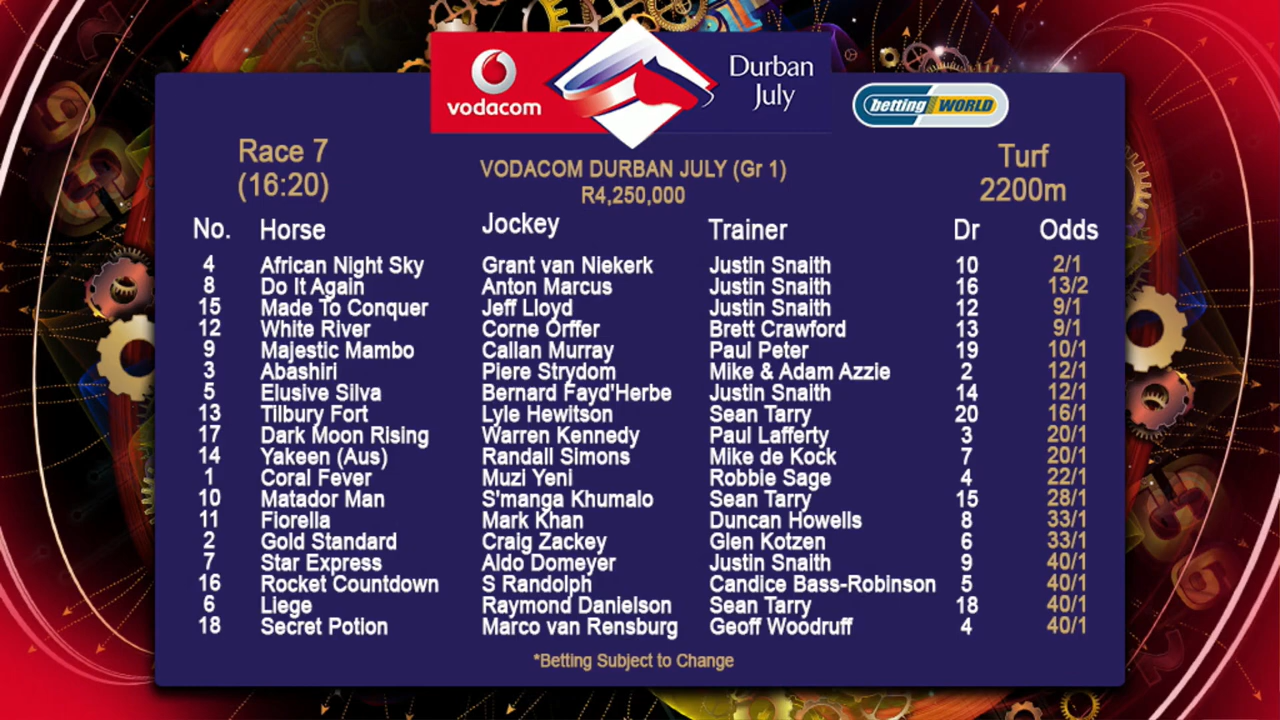 vodacom
Durban
July
betting WORLD
Race 7
(16:20)
VODACOM DURBAN JULY (Gr 1)
R4,250,000
Turf
2200m
No. Horse Jockey Trainer Dr Odds
4 African Night Sky Grant van Niekerk Justin Snaith 10 2/1
8 Do It Again Anton Marcus Justin Snaith 16 13/2
15 Made To Conquer Jeff Lloyd Justin Snaith 12 9/1
12 White River Corne Orffer Brett Crawford 13 9/1
9 Majestic Mambo Callan Murray Paul Peter 19 10/1
3 Abashiri Piere Strydom Mike & Adam Azzie 2 12/1
5 Elusive Silva Bernard Fayd'Herbe Justin Snaith 14 12/1
13 Tilbury Fort Lyle Hewitson Sean Tarry 20 16/1
17 Dark Moon Rising Warren Kennedy Paul Lafferty 3 20/1
14 Yakeen (Aus) Randall Simons Mike de Kock 7 20/1
1 Coral Fever Muzi Yeni Robbie Sage 4 22/1
10 Matador Man S'manga Khumalo Sean Tarry 15 28/1
11 Fiorella Mark Khan Duncan Howells 8 33/1
2 Gold Standard Craig Zackey Glen Kotzen 6 33/1
7 Star Express Aldo Domeyer Justin Snaith 9 40/1
16 Rocket Countdown S Randolph Candice Bass-Robinson 5 40/1
6 Liege Raymond Danielson Sean Tarry 18 40/1
18 Secret Potion Marco van Rensburg Geoff Woodruff 4 40/1
*Betting Subject to Change